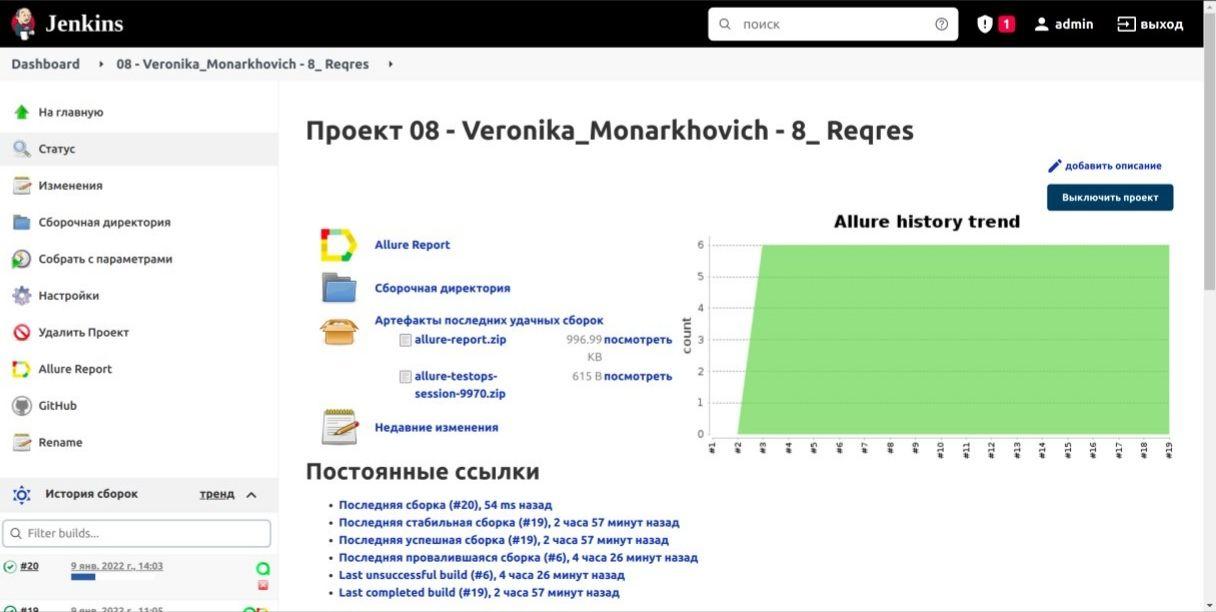 Jenkins
поиск
1
admin
выход
Dashboard
08 - Veronika_Monarkhovich - 8_ Reqres
На главную
Статус
Изменения
Сборочная директория
Собрать с параметрами
Настройки
Удалить Проект
Allure Report
GitHub
Rename
История сборок
тренд
Filter builds...
#20
9 янв. 2022 г., 14:03
#19
9 янв. 2022 г., 11:05
Проект 08 - Veronika_Monarkhovich - 8_ Reqres
добавить описание
Выключить проект
Allure Report
Сборочная директория
Артефакты последних удачных сборок
allure-report.zip
996.99 KB
посмотреть
allure-testops-
session-9970.zip
615 B
посмотреть
Недавние изменения
Allure history trend
count
6
5
4
3
2
1
0
#1 #2 #3 #4 #5 #6 #7 #8 #9 #10 #11 #12 #13 #14 #15 #16 #17 #18 #19
Постоянные ссылки
Последняя сборка (#20), 54 ms назад
Последняя стабильная сборка (#19), 2 часа 57 минут назад
Последняя успешная сборка (#19), 2 часа 57 минут назад
Последняя провалившаяся сборка (#6), 4 часа 26 минут назад
Last unsuccessful build (#6), 4 часа 26 минут назад
Last completed build (#19), 2 часа 57 минут назад